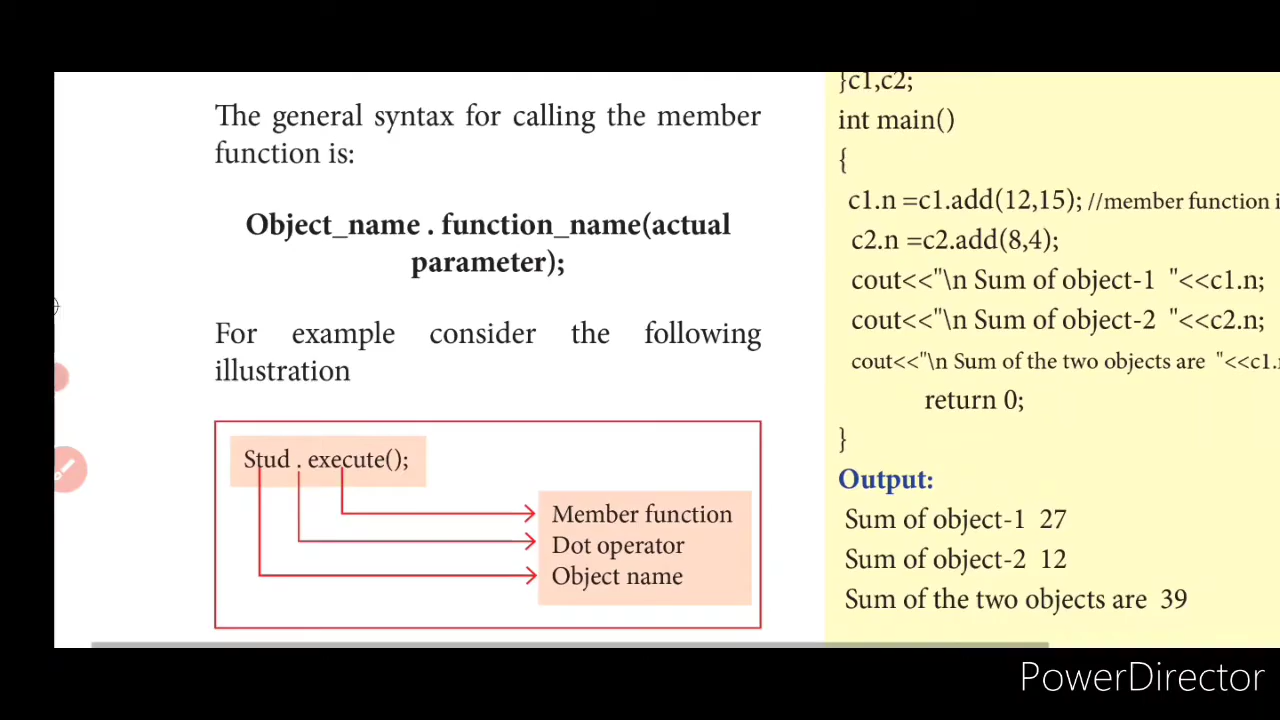 The general syntax for calling the member
function is:
Object_name . function_name(actual
parameter);
For example consider the following
illustration
Stud . execute();
Member function
Dot operator
Object name
}c1,c2;
int main()
{
c1.n =c1.add(12,15); //member function i
c2.n =c2.add(8,4);
cout<<"\n Sum of object-1 "<<c1.n;
cout<<"\n Sum of object-2 "<<c2.n;
cout<<"\n Sum of the two objects are "<<c1.
return 0;
}
Output:
Sum of object-1 27
Sum of object-2 12
Sum of the two objects are 39
PowerDirector